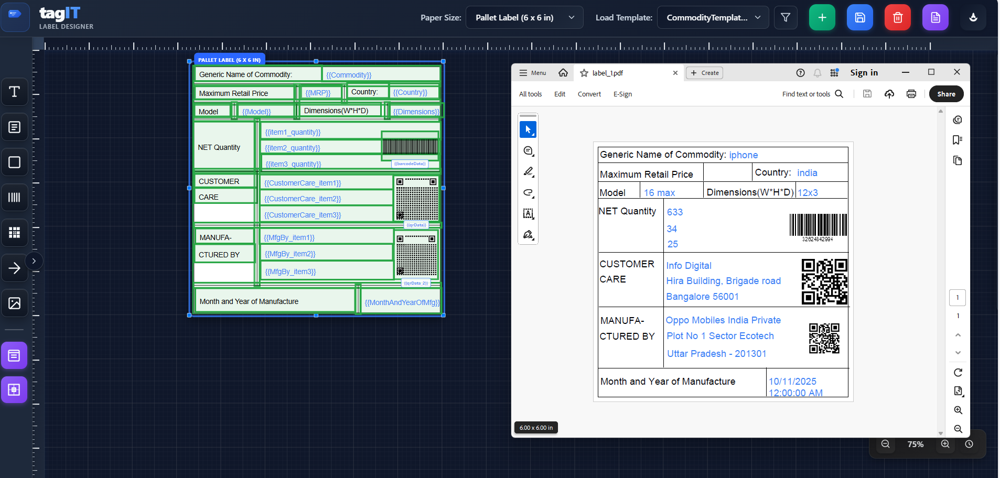 tagIT
LABEL DESIGNER
Paper Size:
Pallet Label (6 x 6 in)
Load Template:
CommodityTemplat...
PALLET LABEL (6 X 6 IN)
Generic Name of Commodity:
{{Commodity}}
Maximum Retail Price
{{MRP}}
Country:
{{Country}}
Model
{{Model}}
Dimensions(W*H*D)
{{Dimensions}}
NET Quantity
{{item1_quantity}}
{{item2_quantity}}
{{item3_quantity}}
{{barcodeData}}
CUSTOMER
CARE
{{CustomerCare_item1}}
{{CustomerCare_item2}}
{{CustomerCare_item3}}
{{qrData}}
MANUFA-
CTURED BY
{{MfgBy_item1}}
{{MfgBy_item2}}
{{MfgBy_item3}}
{{qrData_2}}
Month and Year of Manufacture
{{MonthAndYearOfMfg}}
Menu
label_1.pdf
Create
Sign in
All tools
Edit
Convert
E-Sign
Find text or tools
Share
Generic Name of Commodity: iphone
Maximum Retail Price
Country: india
Model
16 max
Dimensions(W*H*D)
12x3
NET Quantity
633
34
25
32624842994
CUSTOMER
CARE
Info Digital
Hira Building, Brigade road
Bangalore 56001
MANUFA-
CTURED BY
Oppo Mobiles India Private
Plot No 1 Sector Ecotech
Uttar Pradesh - 201301
Month and Year of Manufacture
10/11/2025
12:00:00 AM
1
1
6.00 x 6.00 in
75%